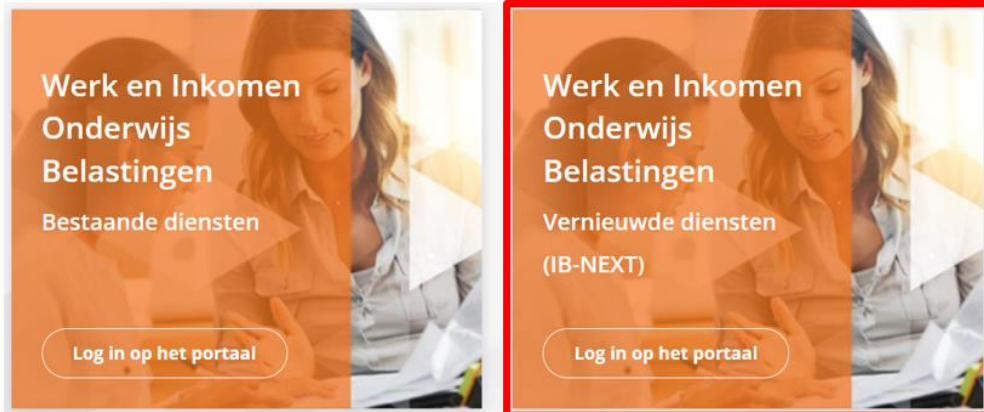 Werk en Inkomen
Onderwijs
Belastingen
Bestaande diensten
Log in op het portaal
Werk en Inkomen
Onderwijs
Belastingen
Vernieuwde diensten
(IB-NEXT)
Log in op het portaal